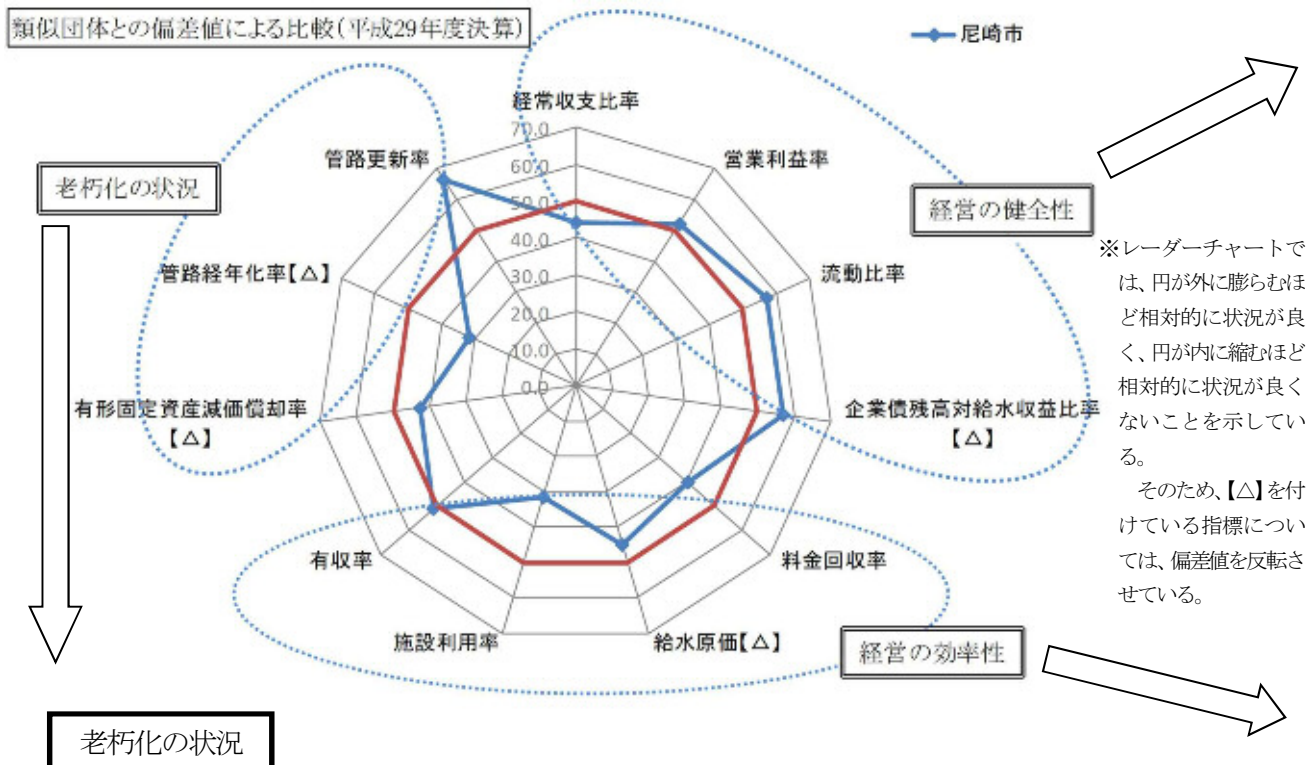 類似団体との偏差値による比較(平成29年度決算)
尼崎市
経常収支比率
70.0
60.0
50.0
40.0
30.0
20.0
10.0
0.0
管路更新率
営業利益率
老朽化の状況
経営の健全性
管路経年化率【△】
流動比率
有形固定資産減価償却率
【△】
企業債残高対給水収益比率
【△】
有収率
料金回収率
施設利用率
給水原価【△】
経営の効率性
※レーダーチャートで
は、円が外に膨らむほ
ど相対的に状況が良
く、円が内に縮むほど
相対的に状況が良く
ないことを示してい
る。
そのため、【△】を付
けている指標につい
ては、偏差値を反転さ
せている。
老朽化の状況